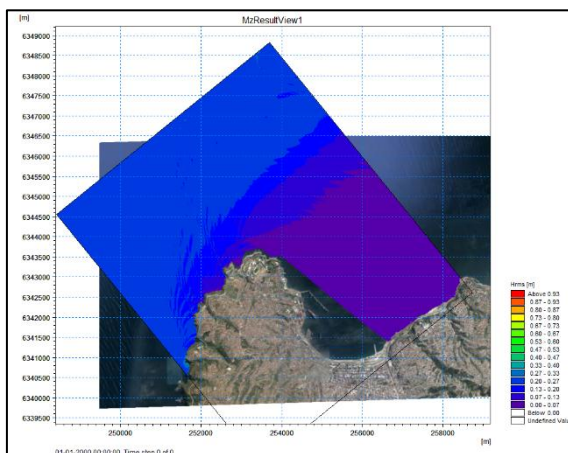 MzResultView1
[m]
6349000
6348500
6348000
6347500
6347000
6346500
6346000
6345500
6345000
6344500
6344000
6343500
6343000
6342500
6342000
6341500
6341000
6340500
6340000
6339500
250000
252000
254000
256000
258000
[m]
Hrms [m]
Above 0.93
0.87 - 0.93
0.80 - 0.87
0.73 - 0.80
0.67 - 0.73
0.60 - 0.67
0.53 - 0.60
0.47 - 0.53
0.40 - 0.47
0.33 - 0.40
0.27 - 0.33
0.20 - 0.27
0.13 - 0.20
0.07 - 0.13
0.00 - 0.07
Below 0.00
Undefined Valu
01-01-2000 00:00:00 Time step 0 of 0